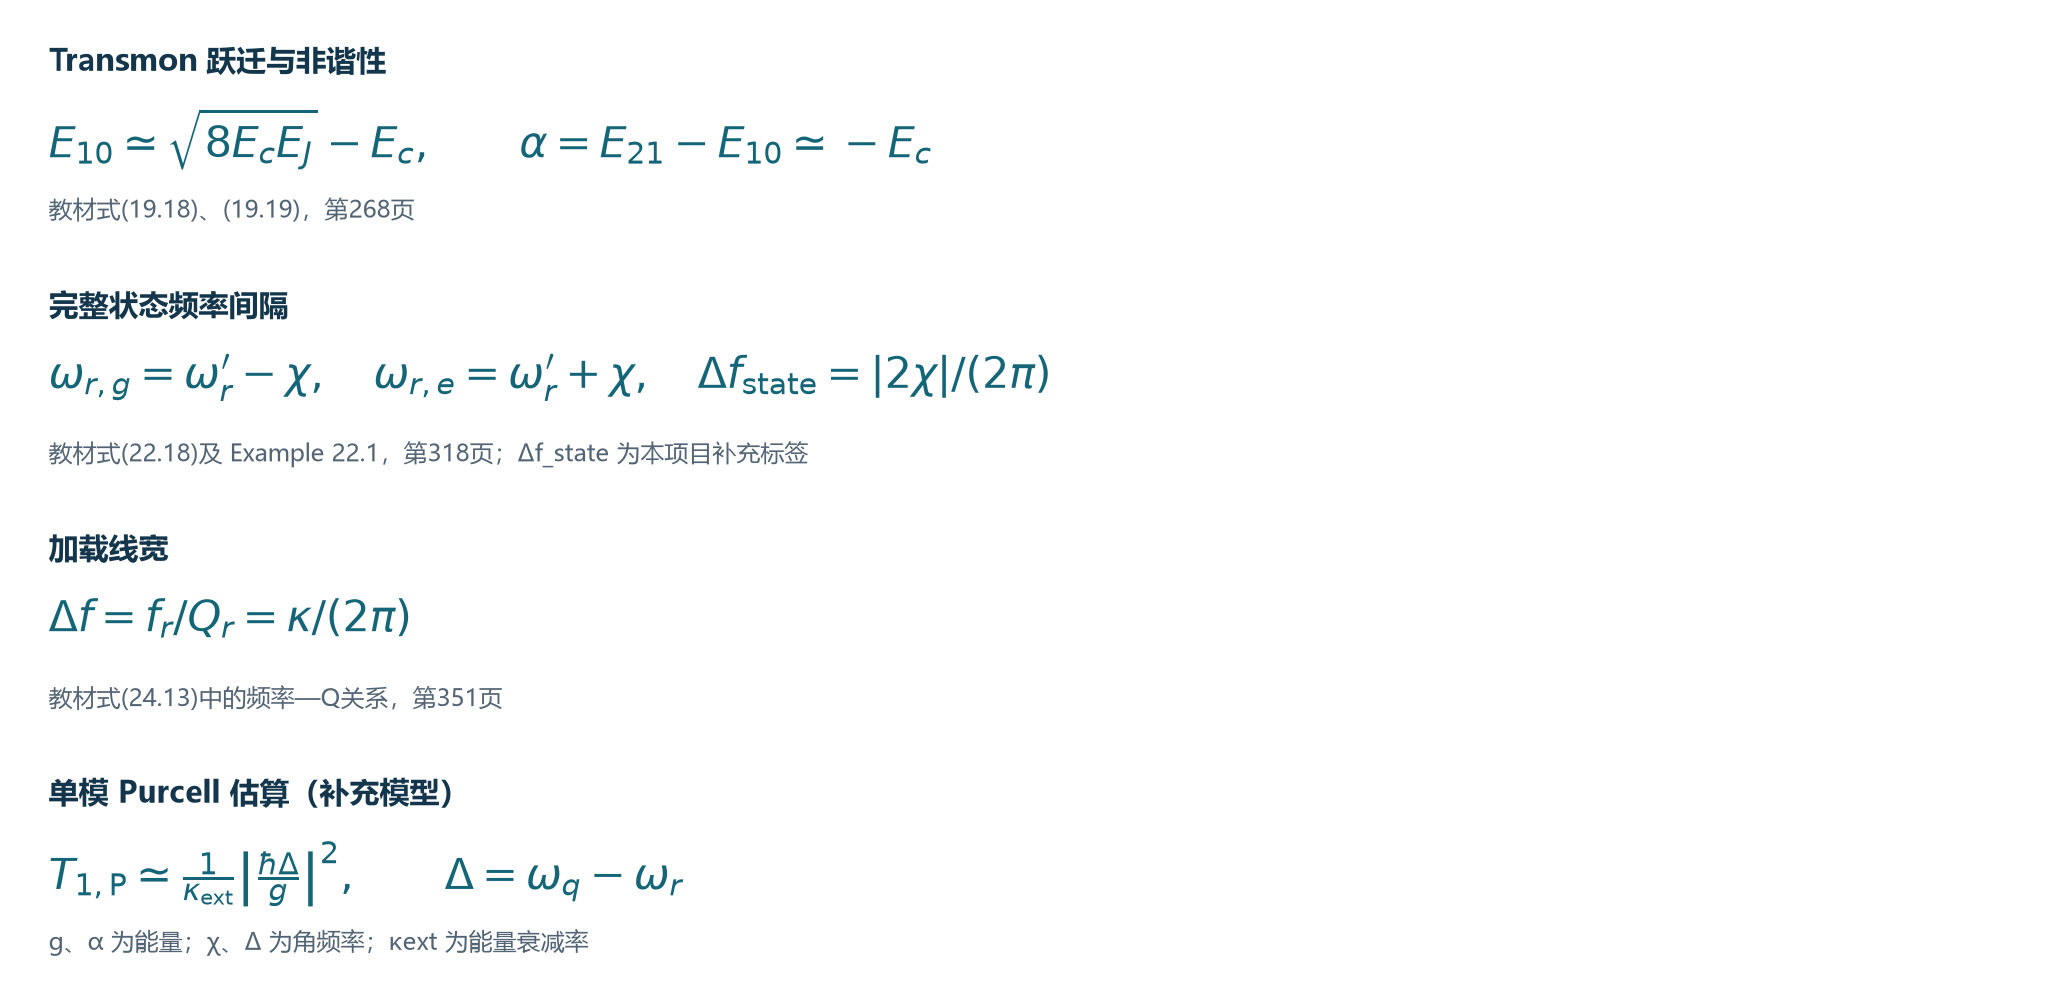 Transmon 跃迁与非谐性
E₁₀ ≃ √(8E_cE_J) − E_c,  α = E₂₁ − E₁₀ ≃ −E_c
教材式(19.18)、(19.19)，第268页
完整状态频率间隔
ω_{r,g} = ω′_r − χ,  ω_{r,e} = ω′_r + χ,  Δf_state = |2χ|/(2π)
教材式(22.18)及 Example 22.1，第318页；Δf_state 为本项目补充标签
加载线宽
Δf = f_r/Q_r = κ/(2π)
教材式(24.13)中的频率—Q关系，第351页
单模 Purcell 估算（补充模型）
T_{1,P} ≃ \frac{1}{κ_ext} |\frac{ħΔ}{g}|²,  Δ = ω_q − ω_r
g、α 为能量；χ、Δ 为角频率；κext 为能量衰减率